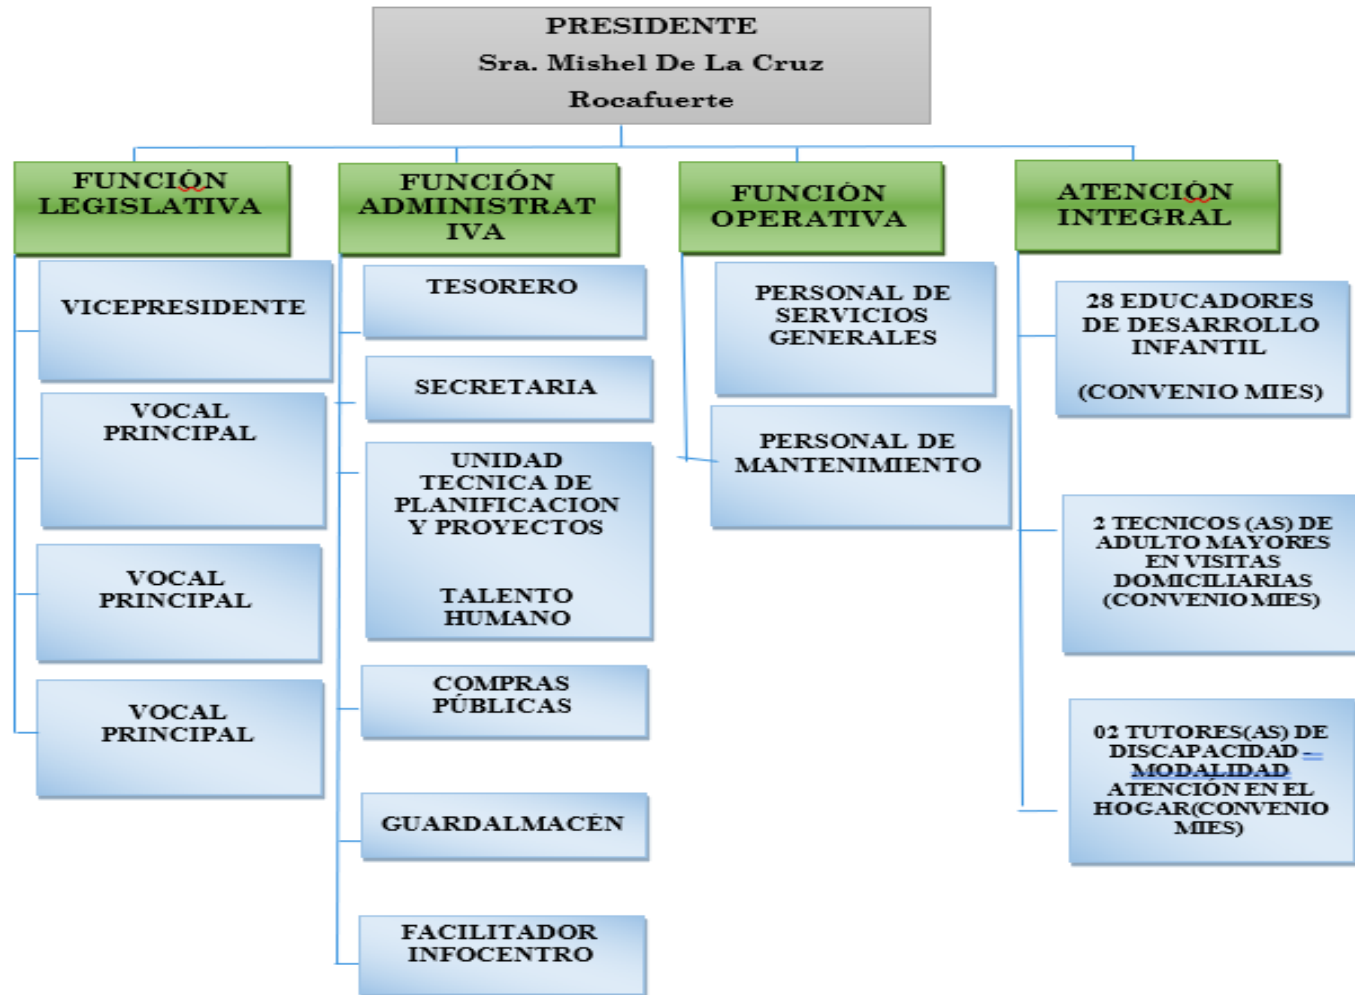 PRESIDENTE
Sra. Mishel De La Cruz
Rocafuerte
FUNCIÓN
LEGISLATIVA
VICEPRESIDENTE
VOCAL
PRINCIPAL
VOCAL
PRINCIPAL
VOCAL
PRINCIPAL
FUNCIÓN
ADMINISTRAT
IVA
TESORERO
SECRETARIA
UNIDAD
TECNICA DE
PLANIFICACION
Y PROYECTOS
TALENTO
HUMANO
COMPRAS
PÚBLICAS
GUARDALMACÉN
FACILITADOR
INFOCENTRO
FUNCIÓN
OPERATIVA
PERSONAL DE
SERVICIOS
GENERALES
PERSONAL DE
MANTENIMIENTO
ATENCIÓN
INTEGRAL
28 EDUCADORES
DE DESARROLLO
INFANTIL
(CONVENIO MIES)
2 TECNICOS (AS) DE
ADULTO MAYORES
EN VISITAS
DOMICILIARIAS
(CONVENIO MIES)
02 TUTORES(AS) DE
DISCAPACIDAD –
MODALIDAD
ATENCIÓN EN EL
HOGAR(CONVENIO
MIES)